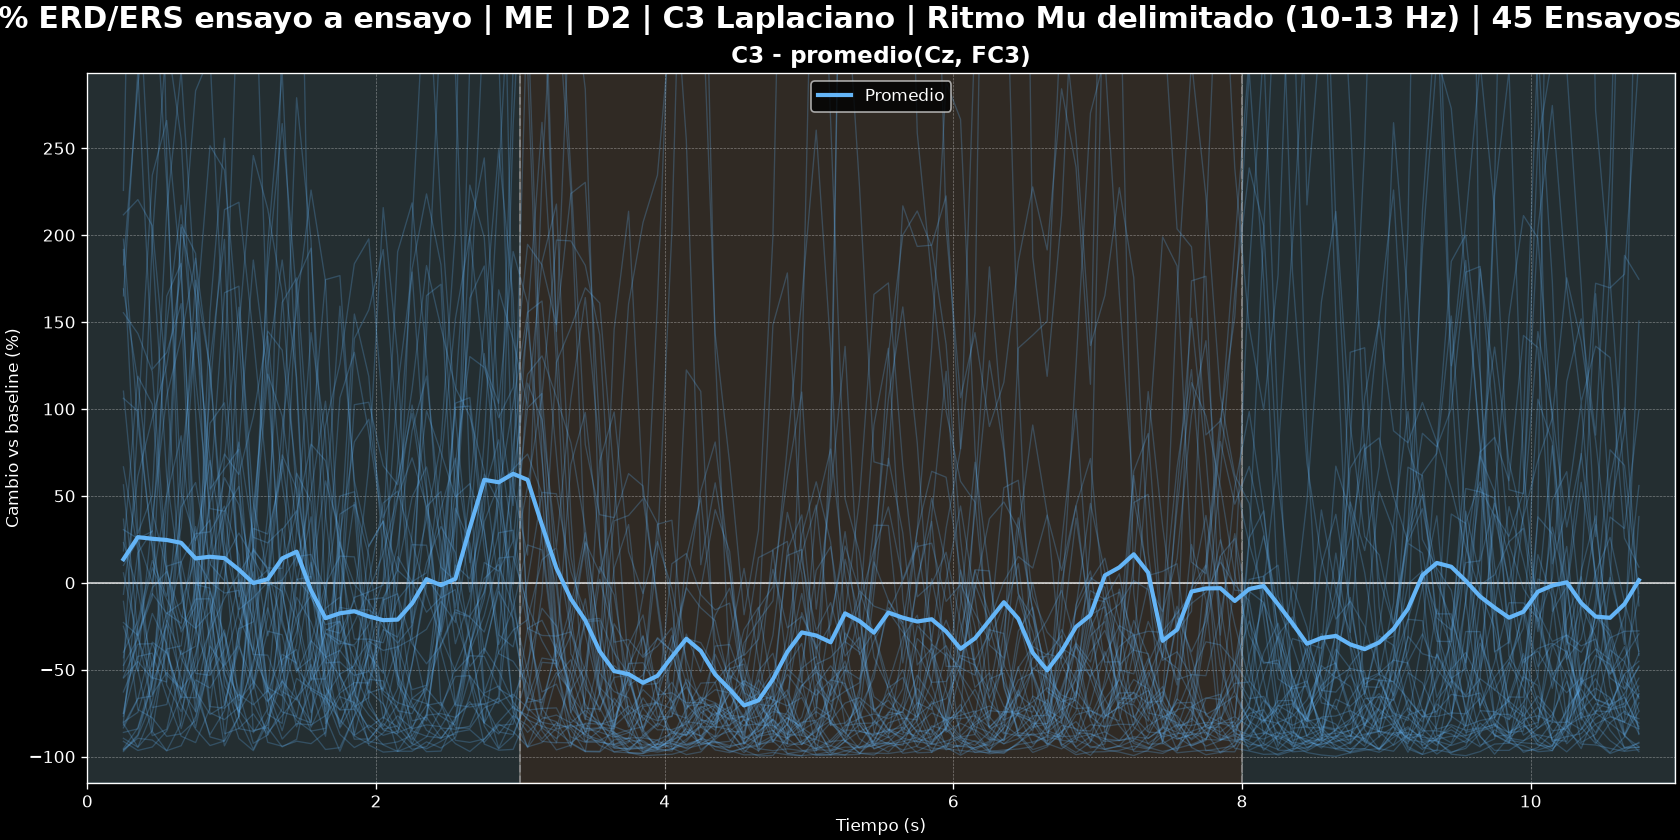 % ERD/ERS ensayo a ensayo | ME | D2 | C3 Laplaciano | Ritmo Mu delimitado (10-13 Hz) | 45 Ensayos
C3 - promedio(Cz, FC3)
Promedio
250
200
150
100
50
0
−50
−100
Cambio vs baseline (%)
0 2 4 6 8 10
Tiempo (s)